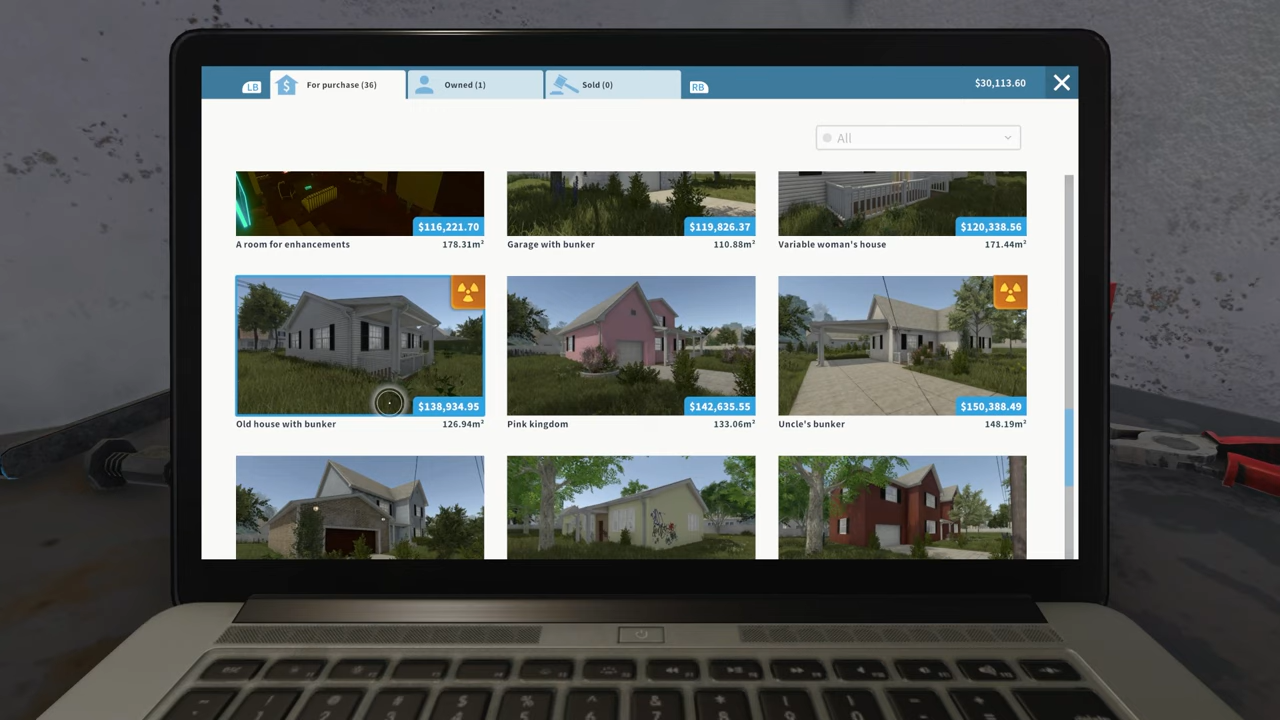 LB
For purchase (36)
Owned (1)
Sold (0)
RB
$30,113.60
All
$116,221.70
$119,826.37
$120,338.56
A room for enhancements
178.31m²
Garage with bunker
110.88m²
Variable woman's house
171.44m²
$138,934.95
$142,635.55
$150,388.49
Old house with bunker
126.94m²
Pink kingdom
133.06m²
Uncle's bunker
148.19m²
esc